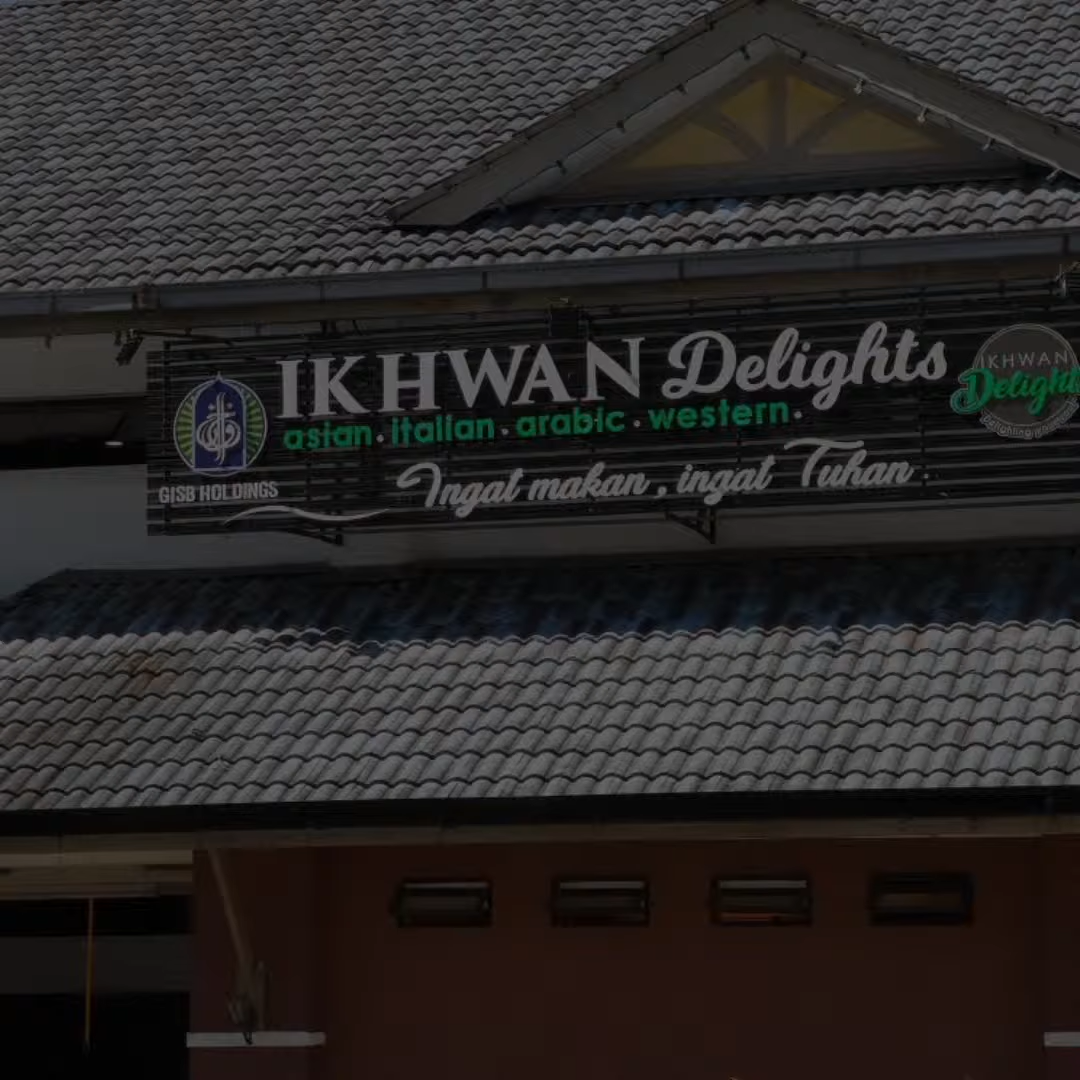 IKHWAN Delights
asian . italian . arabic . western .
Ingat makan, ingat Tuhan
GISB HOLDINGS
IKHWAN
Delights